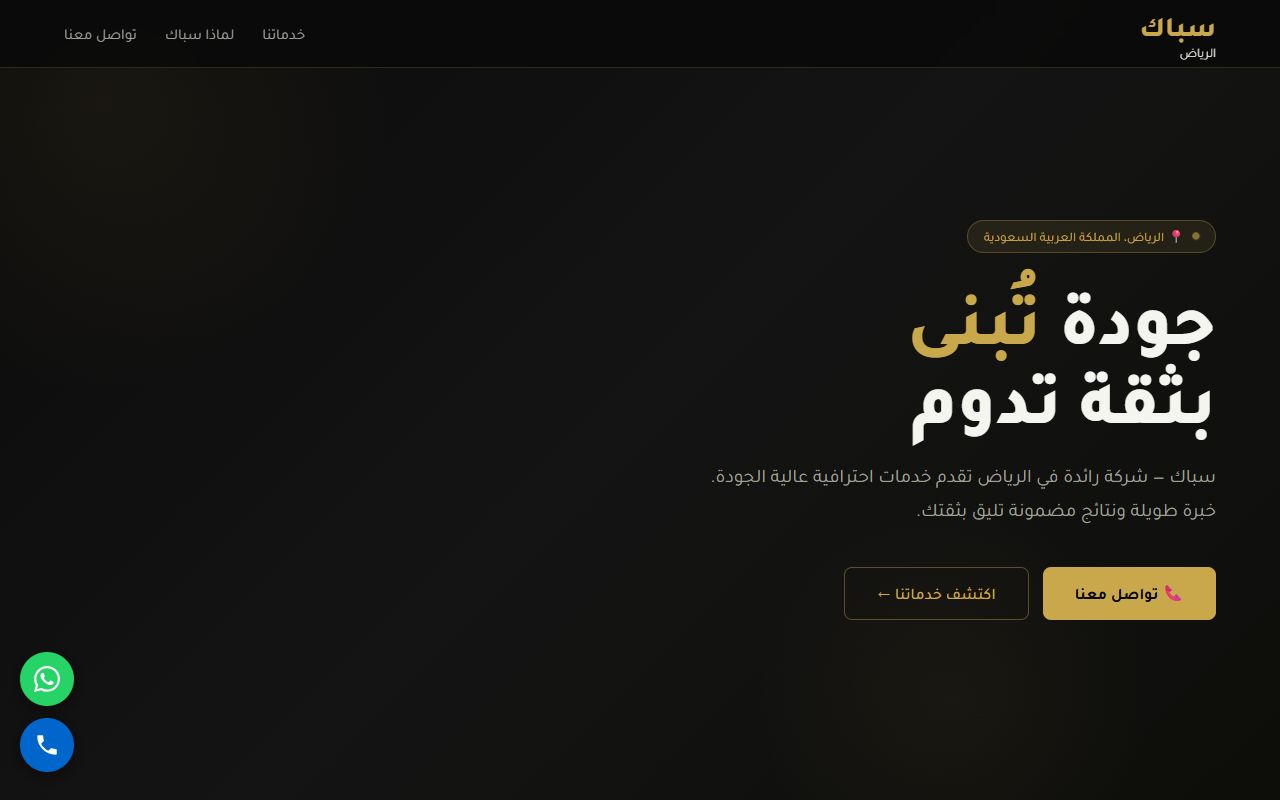 سباك
الرياض
خدماتنا
لماذا سباك
تواصل معنا
📍 الرياض، المملكة العربية السعودية
جودة تُبنى
بثقة تدوم
سباك – شركة رائدة في الرياض تقدم خدمات احترافية عالية الجودة.
خبرة طويلة ونتائج مضمونة تليق بثقتك.
📞 تواصل معنا
اكتشف خدماتنا ←